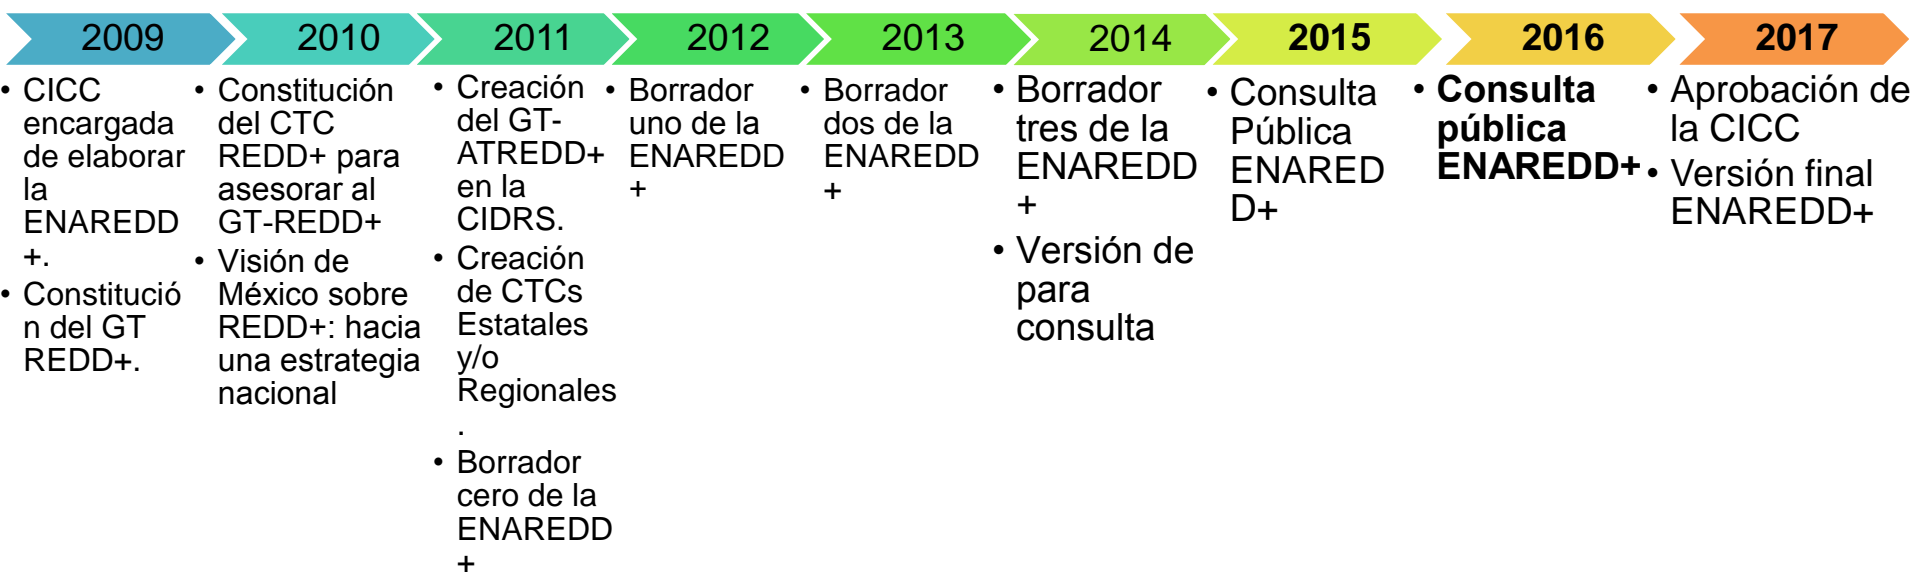 2009
2010
2011
2012
2013
2014
2015
2016
2017
• CICC
encargada
de elaborar
la
ENAREDD
+.
• Constitució
n del GT
REDD+.
• Constitución
del CTC
REDD+ para
asesorar al
GT-REDD+
• Visión de
México sobre
REDD+: hacia
una estrategia
nacional
• Creación
del GT-
ATREDD+
en la
CIDRS.
• Creación
de CTCs
Estatales
y/o
Regionales
.
• Borrador
cero de la
ENAREDD
+
• Borrador
uno de la
ENAREDD
+
• Borrador
dos de la
ENAREDD
+
• Borrador
tres de la
ENAREDD
+
• Versión de
para
consulta
• Consulta
Pública
ENARED
D+
• Consulta
pública
ENAREDD+
• Aprobación de
la CICC
• Versión final
ENAREDD+